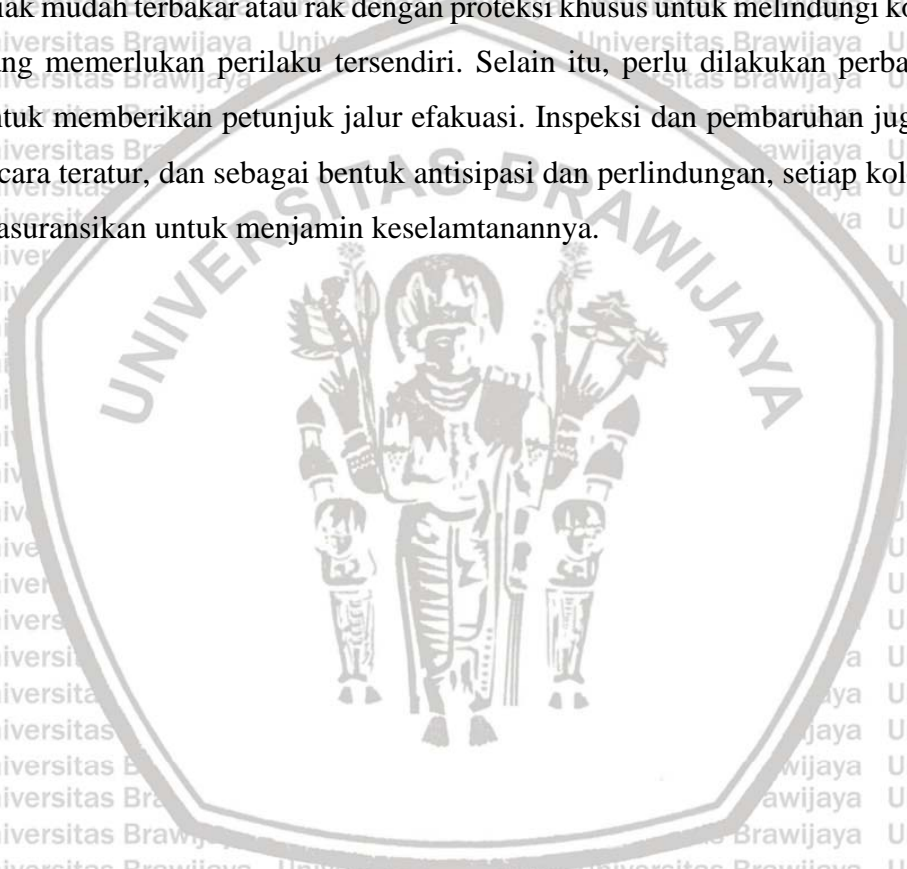 iak mudah terbakar atau rak dengan proteksi khusus untuk melindungi ko
ng memerlukan perilaku tersendiri. Selain itu, perlu dilakukan perba
tuk memberikan petunjuk jalur efakuasi. Inspeksi dan pembaruhan jug
cara teratur, dan sebagai bentuk antisipasi dan perlindungan, setiap kol
asuransikan untuk menjamin keselamtanannya.
UNIVERSITAS BRAWIJAYA